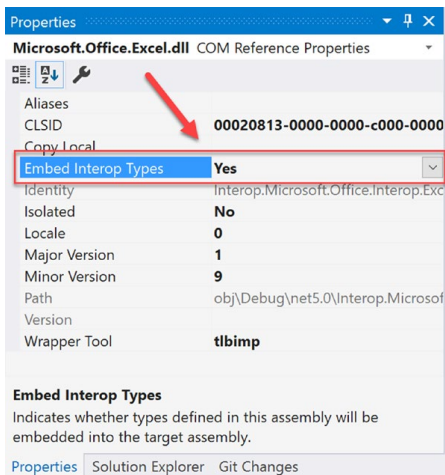 Properties
Microsoft.Office.Excel.dll COM Reference Properties
Aliases
CLSID 00020813-0000-0000-c000-0000
Copy Local
Embed Interop Types Yes
Identity Interop.Microsoft.Office.Interop.Exc
Isolated No
Locale 0
Major Version 1
Minor Version 9
Path obj\Debug\net5.0\Interop.Microsof
Version
Wrapper Tool tlbimp
Embed Interop Types
Indicates whether types defined in this assembly will be
embedded into the target assembly.
Properties Solution Explorer Git Changes